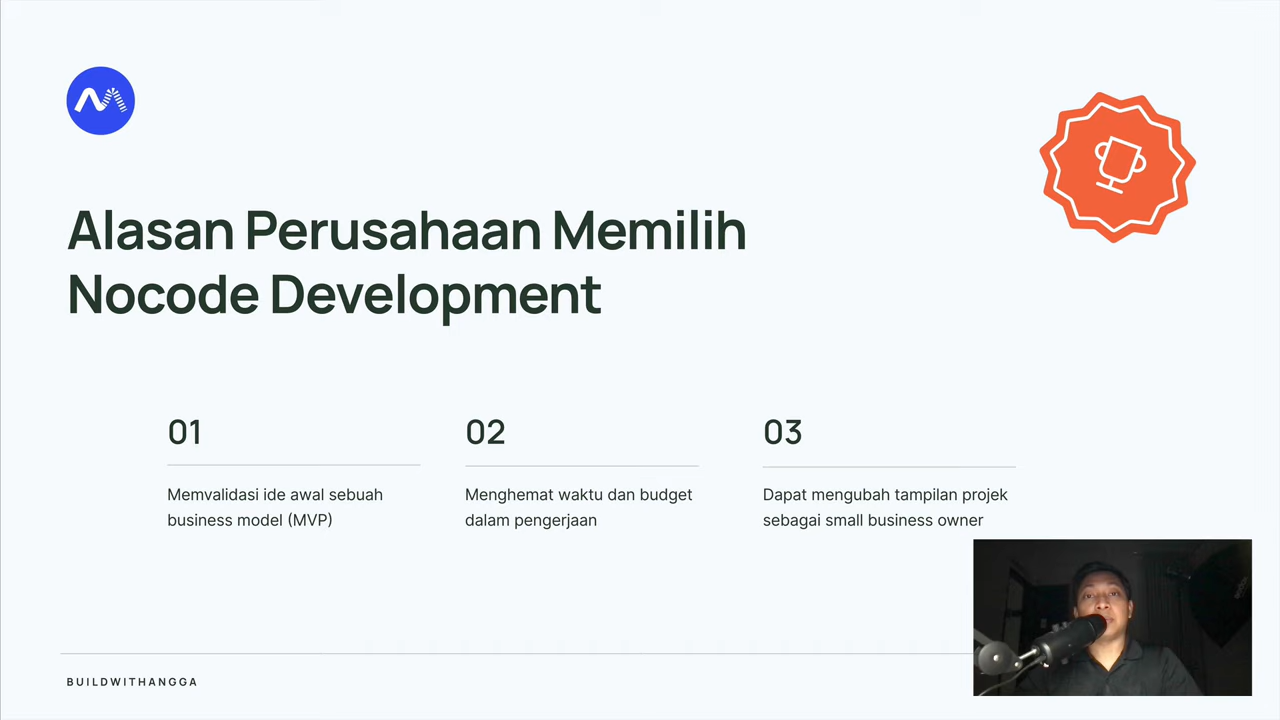 Alasan Perusahaan Memilih
Nocode Development
01
Memvalidasi ide awal sebuah
business model (MVP)
02
Menghemat waktu dan budget
dalam pengerjaan
03
Dapat mengubah tampilan projek
sebagai small business owner
BUILDWITHANGGA